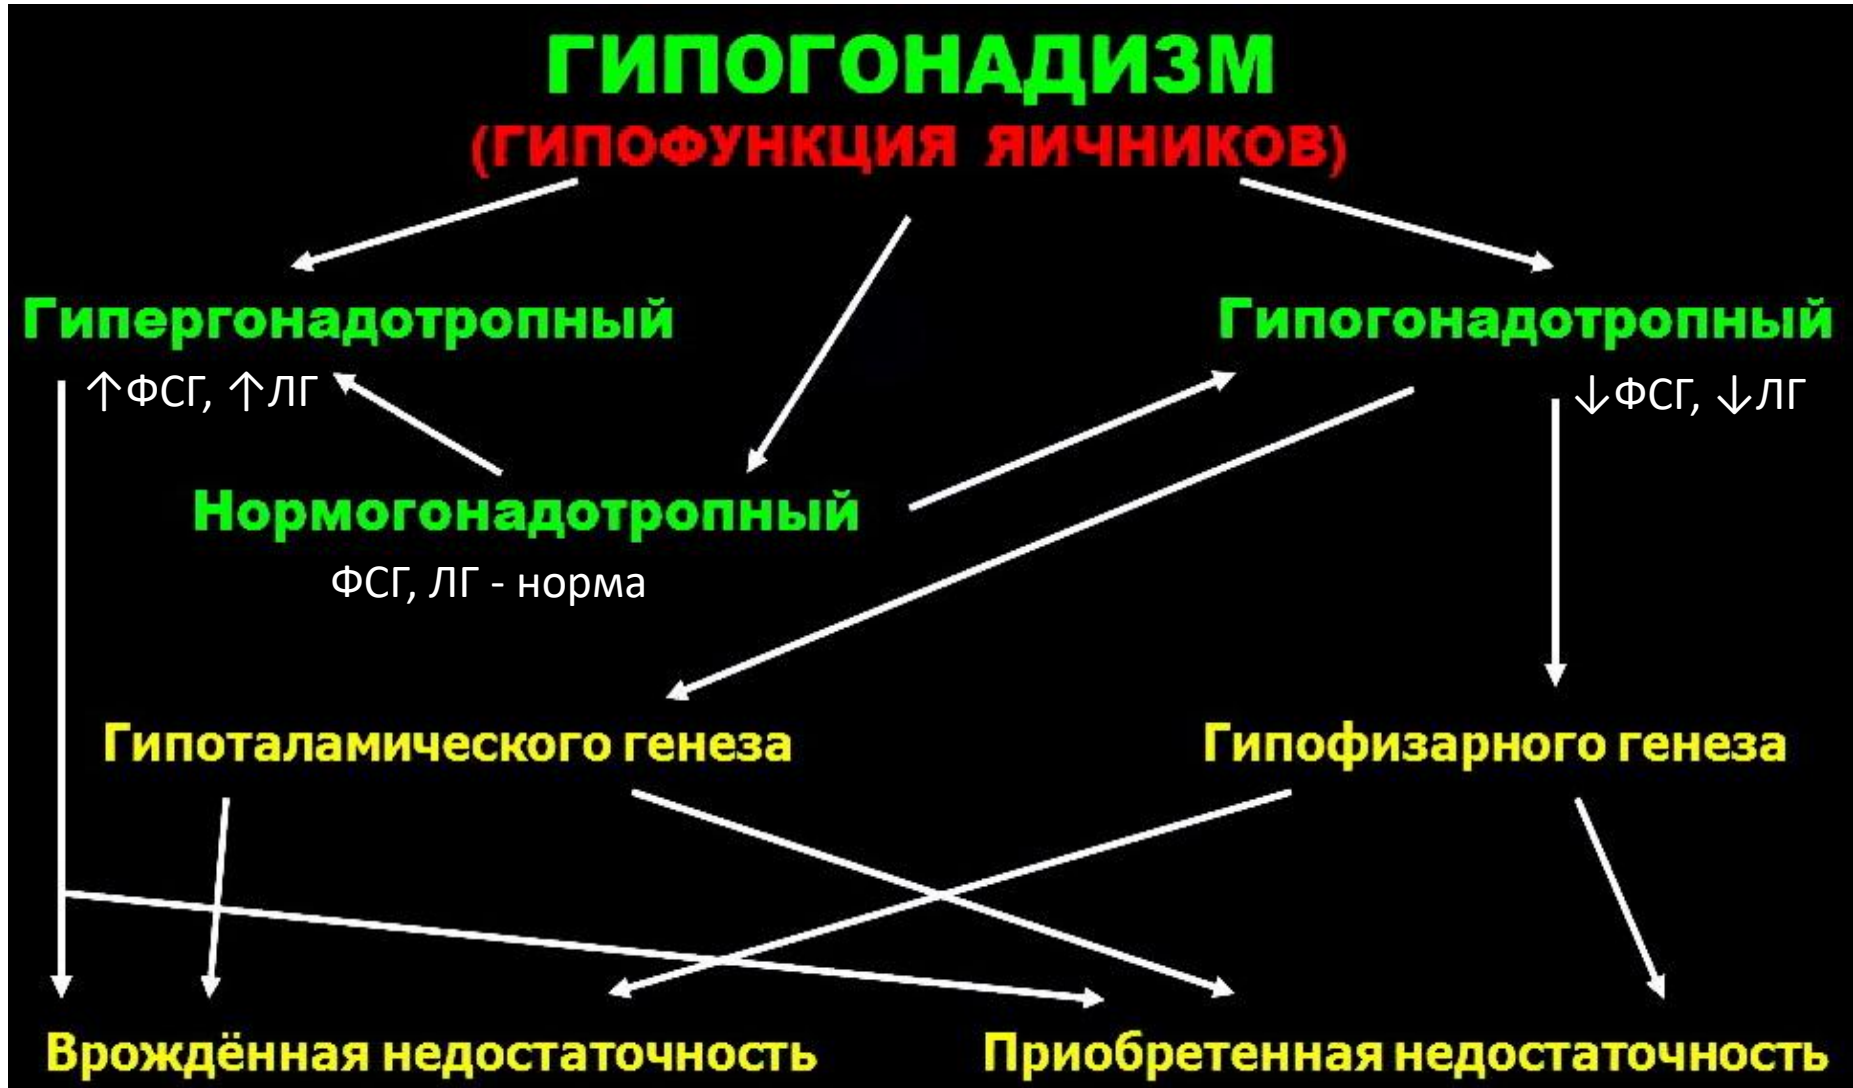 ГИПОГОНАДИЗМ
(ГИПОФУНКЦИЯ ЯИЧНИКОВ)
Гипергонадотропный
Гипогонадотропный
↑ФСГ, ↑ЛГ
↓ФСГ, ↓ЛГ
Нормогонадотропный
ФСГ, ЛГ - норма
Гипоталамического генеза
Гипофизарного генеза
Врождённая недостаточность
Приобретенная недостаточность